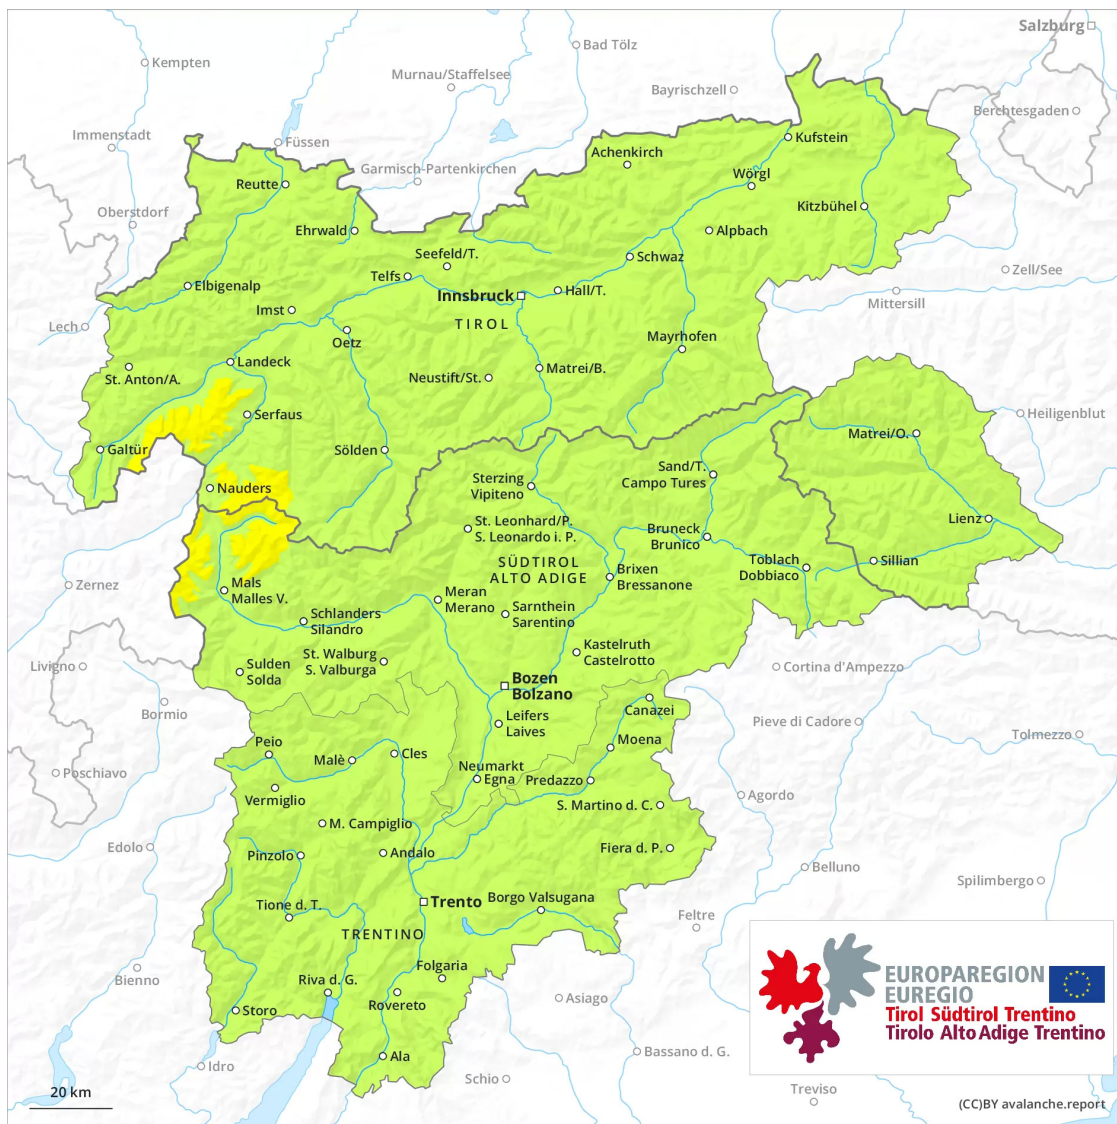 Salzburg
Bad Tölz
Kempten
Murnau/Staffelsee
Bayrischzell
Berchtesgaden
Immenstadt
Füssen
Kufstein
Achenkirch
Garmisch-Partenkirchen
Wörgl
Reutte
Kitzbühel
Oberstdorf
Ehrwald
Alpbach
Seefeld/T.
Schwaz
Telfs
Zell/See
Elbigenalp
Hall/T.
Innsbruck
Mittersill
Imst
TIROL
Lech
Oetz
Mayrhofen
Landeck
Matrei/B.
St. Anton/A.
Neustift/St.
Serfaus
Heiligenblut
Matrei/O.
Galtür
Sölden
Sand/T.
Campo Tures
Sterzing
Vipiteno
Nauders
Lienz
St. Leonhard/P.
S. Leonardo i. P.
Bruneck
Brunico
SÜDTIROL
ALTO ADIGE
Toblach
Dobbiaco
Sillian
Brixen
Bressanone
Zernez
Mals
Malles V.
Meran
Merano
Sarnthein
Sarentino
Schlanders
Silandro
Kastelruth
Castelrotto
St. Walburg
S. Valburga
Livigno
Sulden
Solda
Cortina d'Ampezzo
Bozen
Bolzano
Bormio
Canazei
Leifers
Laives
Pieve di Cadore
Tolmezzo
Moena
Peio
Malè
Cles
Poschiavo
Neumarkt
Egna
Predazzo
Vermiglio
Agordo
S. Martino d. C.
M. Campiglio
Edolo
Pinzolo
Andalo
Fiera d. P.
Belluno
Spilimbergo
Trento
Borgo Valsugana
Tione d. T.
Feltre
TRENTINO
Folgaria
Bienno
Riva d. G.
Rovereto
Asiago
Storo
EUROPAREGION
EUREGIO
Tirol Südtirol Trentino
Tirolo Alto Adige Trentino
Ala
Bassano d. G.
Idro
Schio
20 km
Treviso
(CC)BY avalanche.report